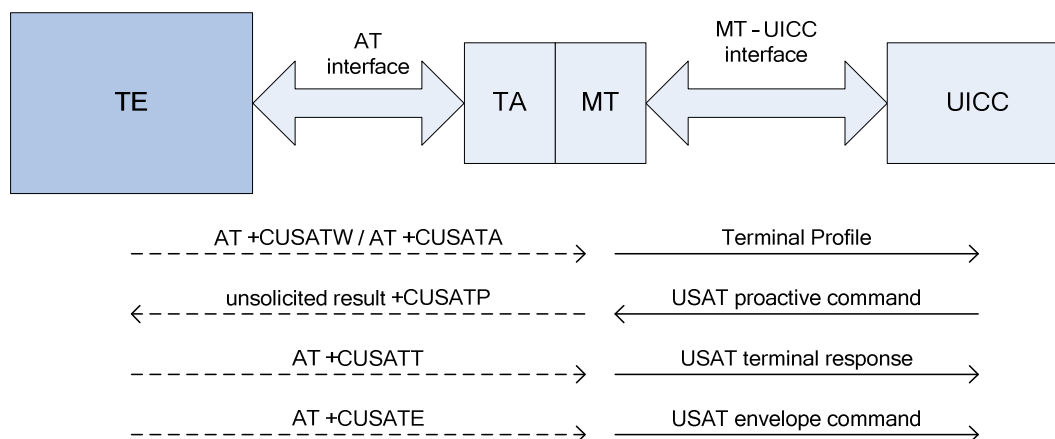 TE
AT
interface
TA
MT
MT - UICC
interface
UICC
AT +CUSATW / AT +CUSATA
Terminal Profile
unsolicited result +CUSATP
USAT proactive command
AT +CUSATT
USAT terminal response
AT +CUSATE
USAT envelope command